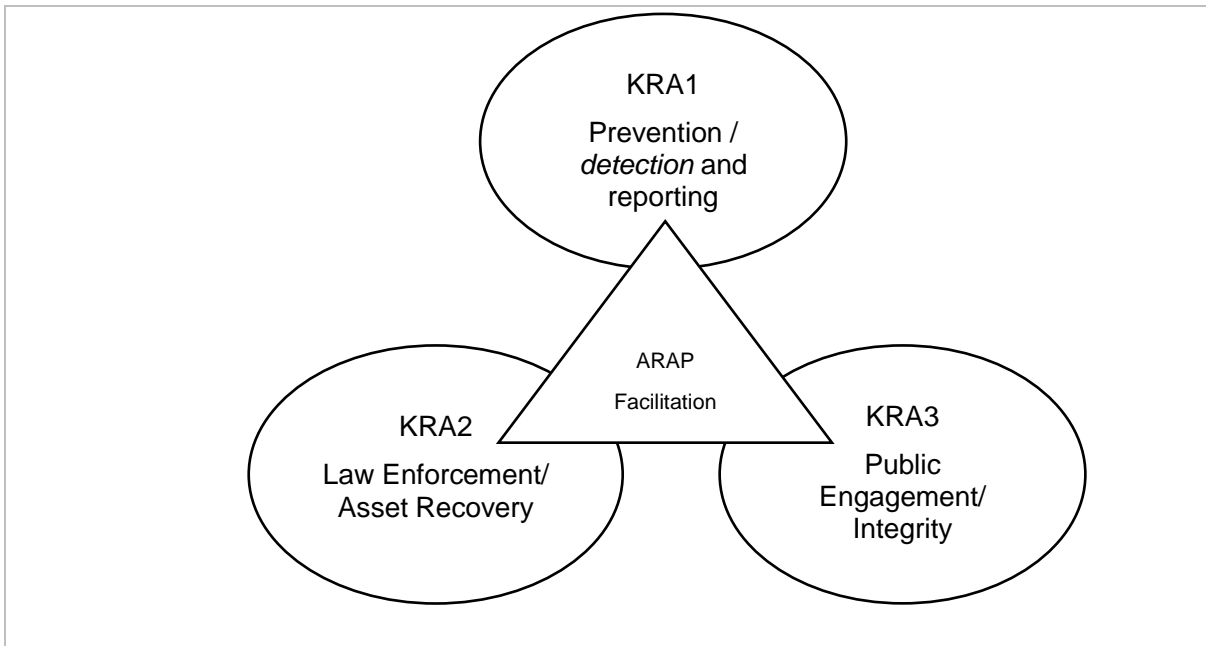 KRA1
Prevention /
detection and
reporting
ARAP
Facilitation
KRA2
Law Enforcement/
Asset Recovery
KRA3
Public
Engagement/
Integrity